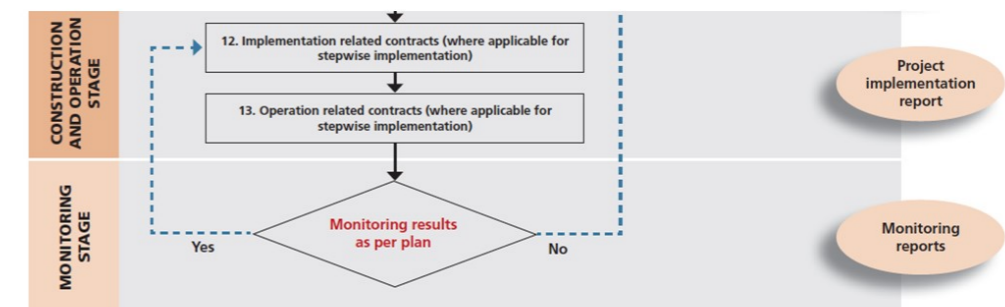 CONSTRUCTION
AND OPERATION
STAGE
12. Implementation related contracts (where applicable for
stepwise implementation)
13. Operation related contracts (where applicable for
stepwise implementation)
Project
implementation
report
MONITORING
STAGE
Monitoring results
as per plan
Yes
No
Monitoring
reports